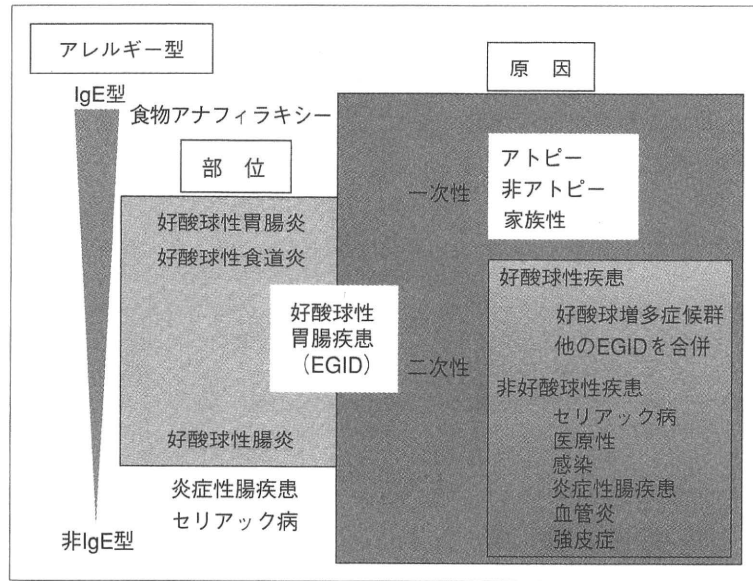 アレルギー型
IgE型
食物アナフィラキシー
部 位
好酸球性胃腸炎
好酸球性食道炎
好酸球性腸炎
炎症性腸疾患
セリアック病
非IgE型
好酸球性
胃腸疾患
(EGID)
原 因
一次性
アトピー
非アトピー
家族性
二次性
好酸球性疾患
好酸球増多症候群
他のEGIDを合併
非好酸球性疾患
セリアック病
医原性
感染
炎症性腸疾患
血管炎
強皮症